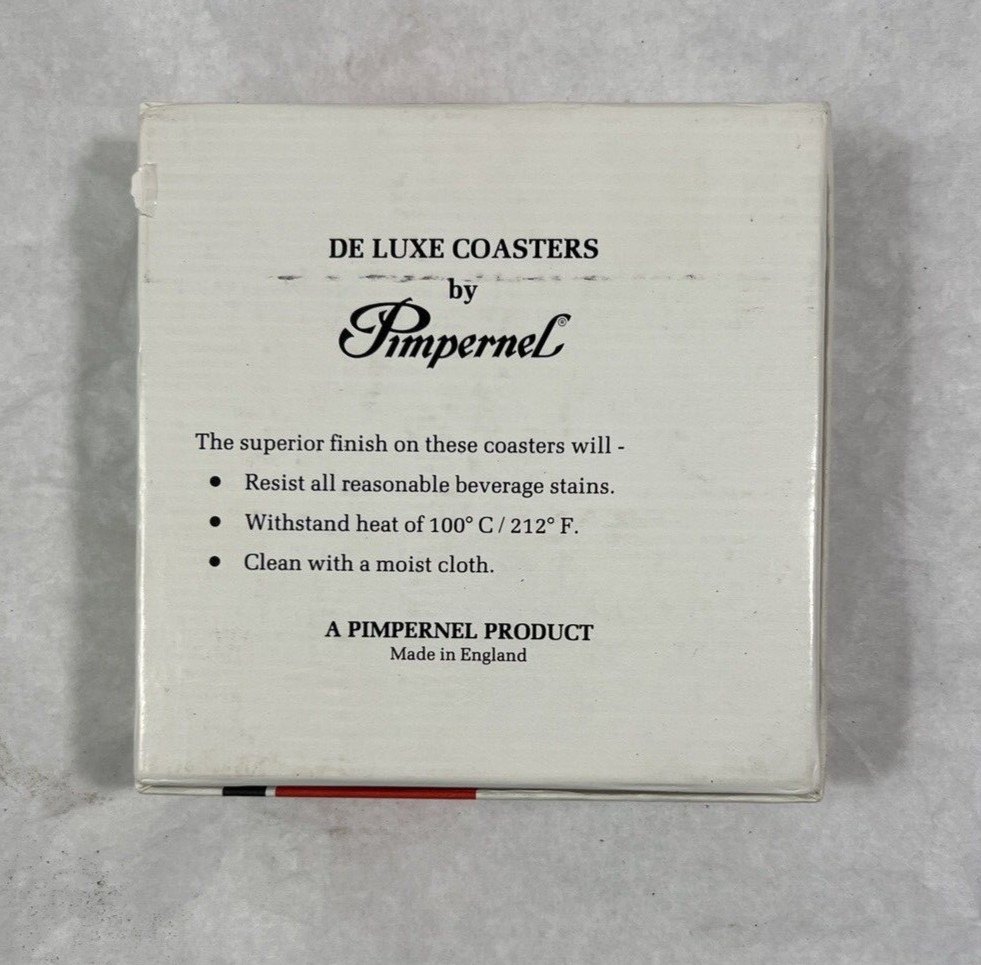 DE LUXE COASTERS
by
Pimpernel®
The superior finish on these coasters will -
● Resist all reasonable beverage stains.
● Withstand heat of 100° C / 212° F.
● Clean with a moist cloth.
A PIMPERNEL PRODUCT
Made in England